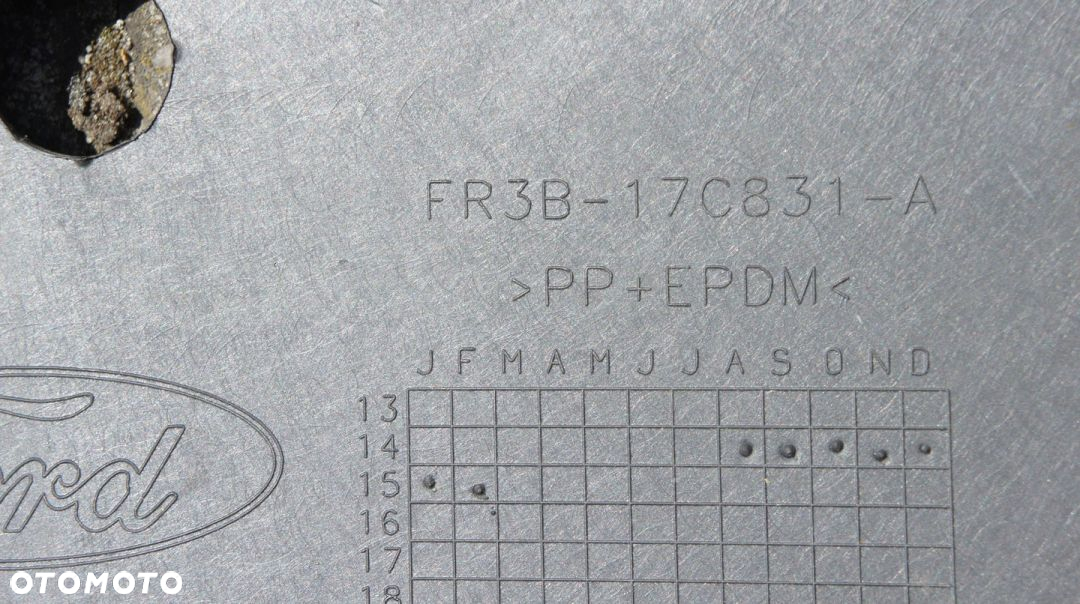 FR3B-17C831-A
>PP+EPDM<
J F M A M J J A S O N D
13
14
15
16
17
18
Ford
OTOMOTO